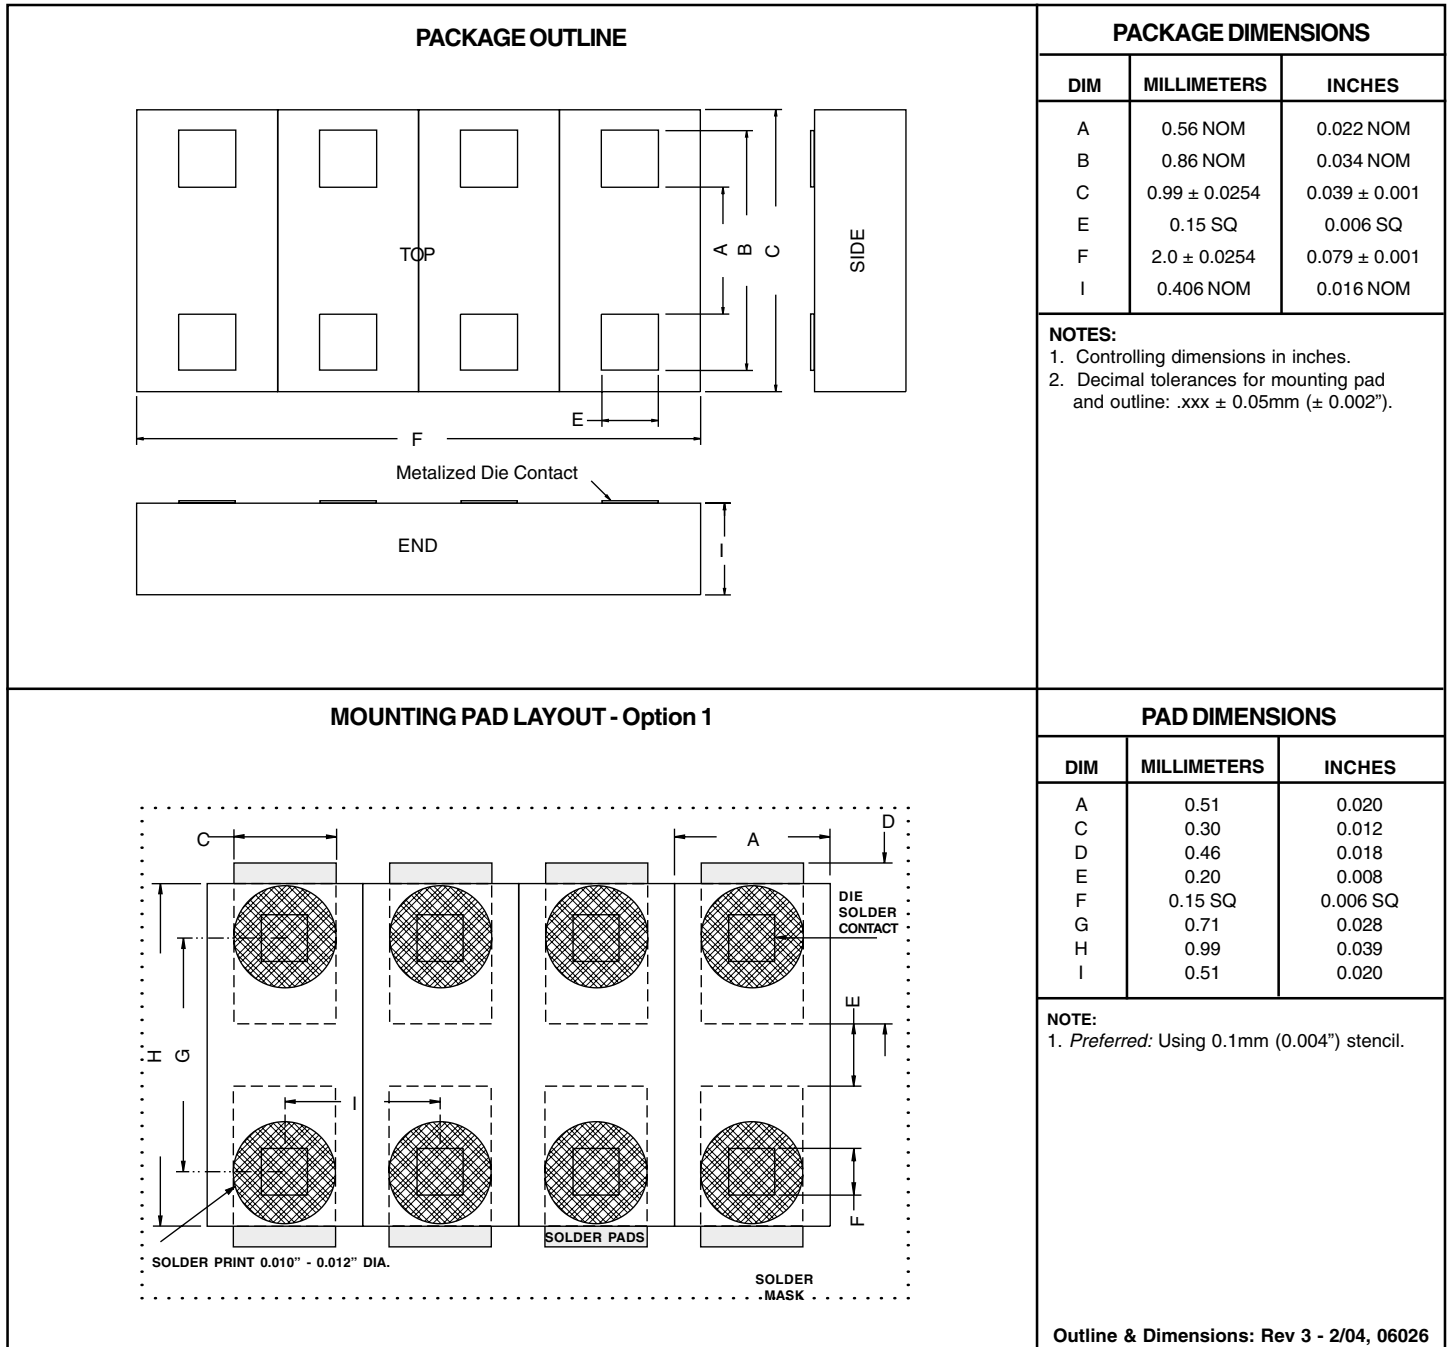 PACKAGE OUTLINE
TOP
A
B
C
SIDE
E
F
Metalized Die Contact
END
I
PACKAGE DIMENSIONS
DIM MILLIMETERS INCHES
A 0.56 NOM 0.022 NOM
B 0.86 NOM 0.034 NOM
C 0.99 ± 0.0254 0.039 ± 0.001
E 0.15 SQ 0.006 SQ
F 2.0 ± 0.0254 0.079 ± 0.001
I 0.406 NOM 0.016 NOM
NOTES:
1. Controlling dimensions in inches.
2. Decimal tolerances for mounting pad
and outline: .xxx ± 0.05mm (± 0.002”).
MOUNTING PAD LAYOUT - Option 1
C
A
D
DIE
SOLDER
CONTACT
E
H
G
I
F
SOLDER PADS
SOLDER PRINT 0.010” - 0.012” DIA.
SOLDER
MASK
PAD DIMENSIONS
DIM MILLIMETERS INCHES
A 0.51 0.020
C 0.30 0.012
D 0.46 0.018
E 0.20 0.008
F 0.15 SQ 0.006 SQ
G 0.71 0.028
H 0.99 0.039
I 0.51 0.020
NOTE:
1. Preferred: Using 0.1mm (0.004”) stencil.
Outline & Dimensions: Rev 3 - 2/04, 06026